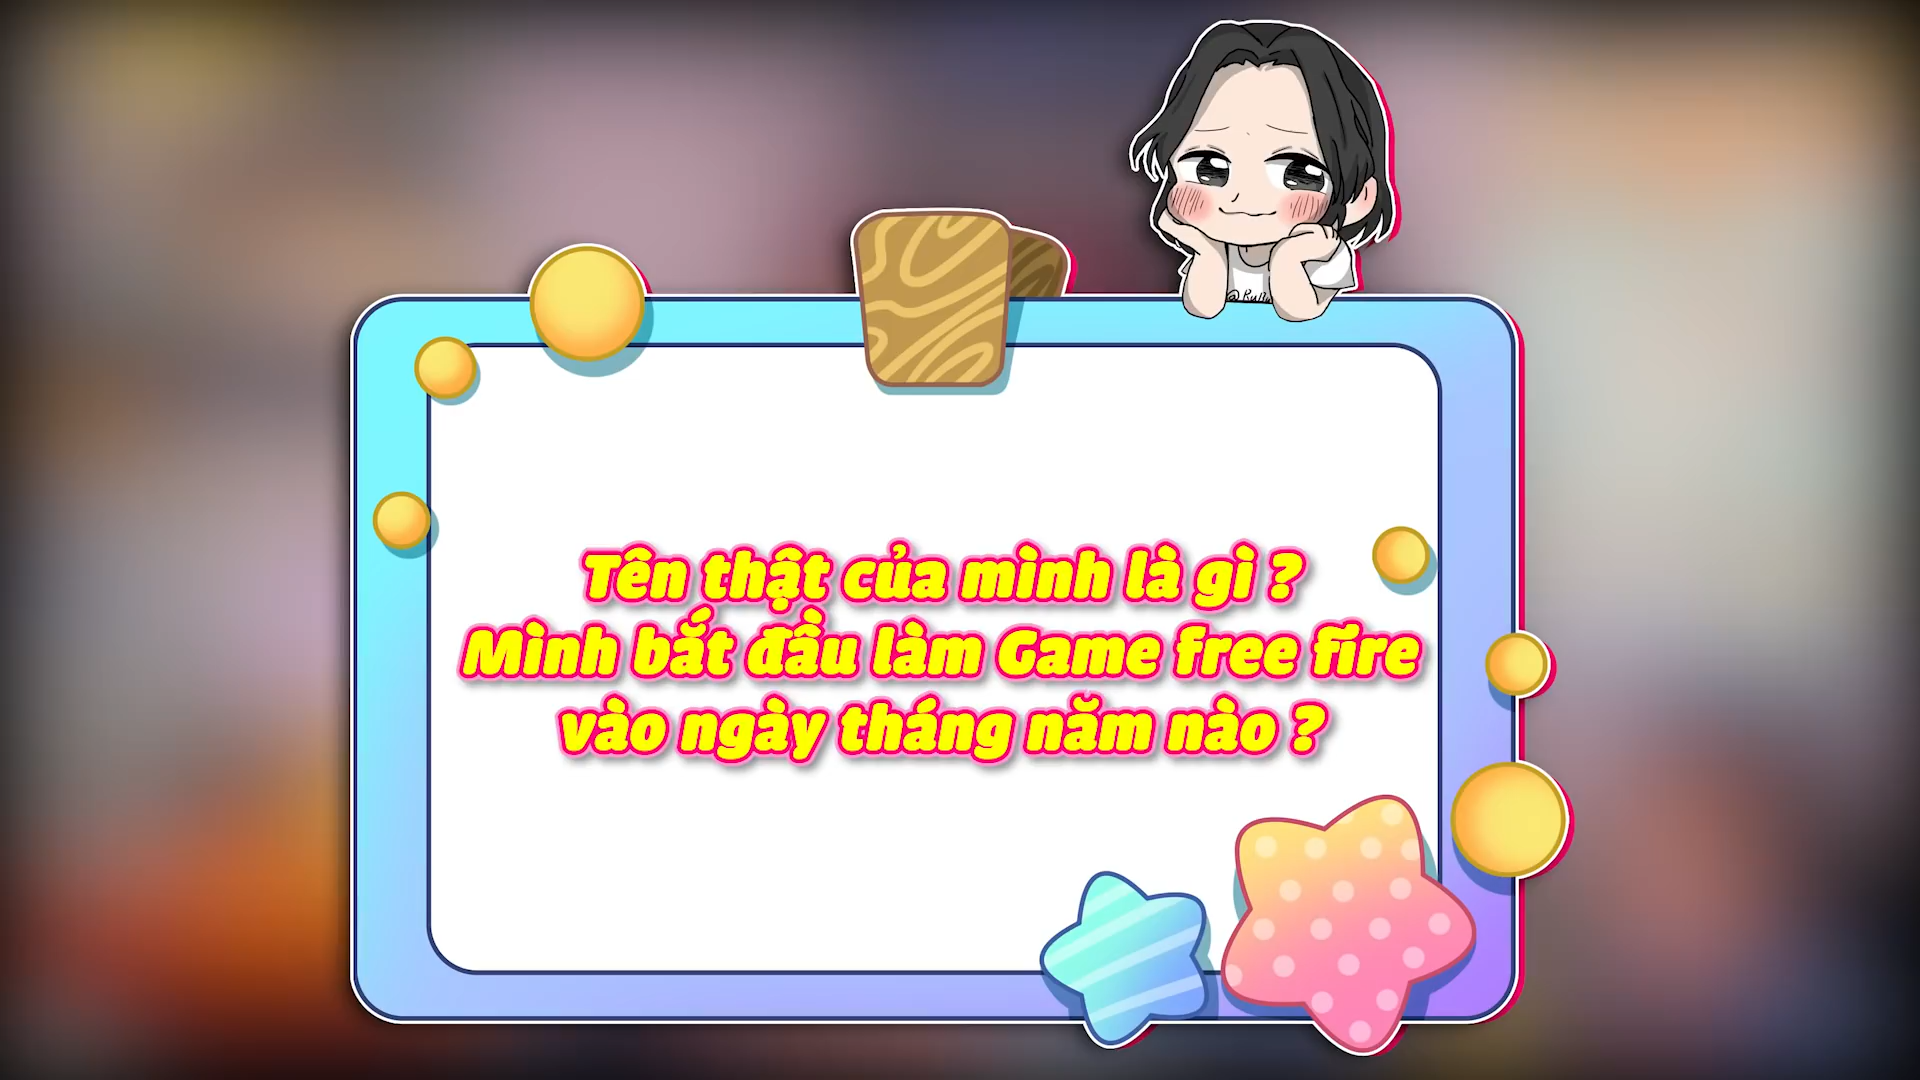 Tên thật của mình là gì ?
Mình bắt đầu làm Game free fire
vào ngày tháng năm nào ?